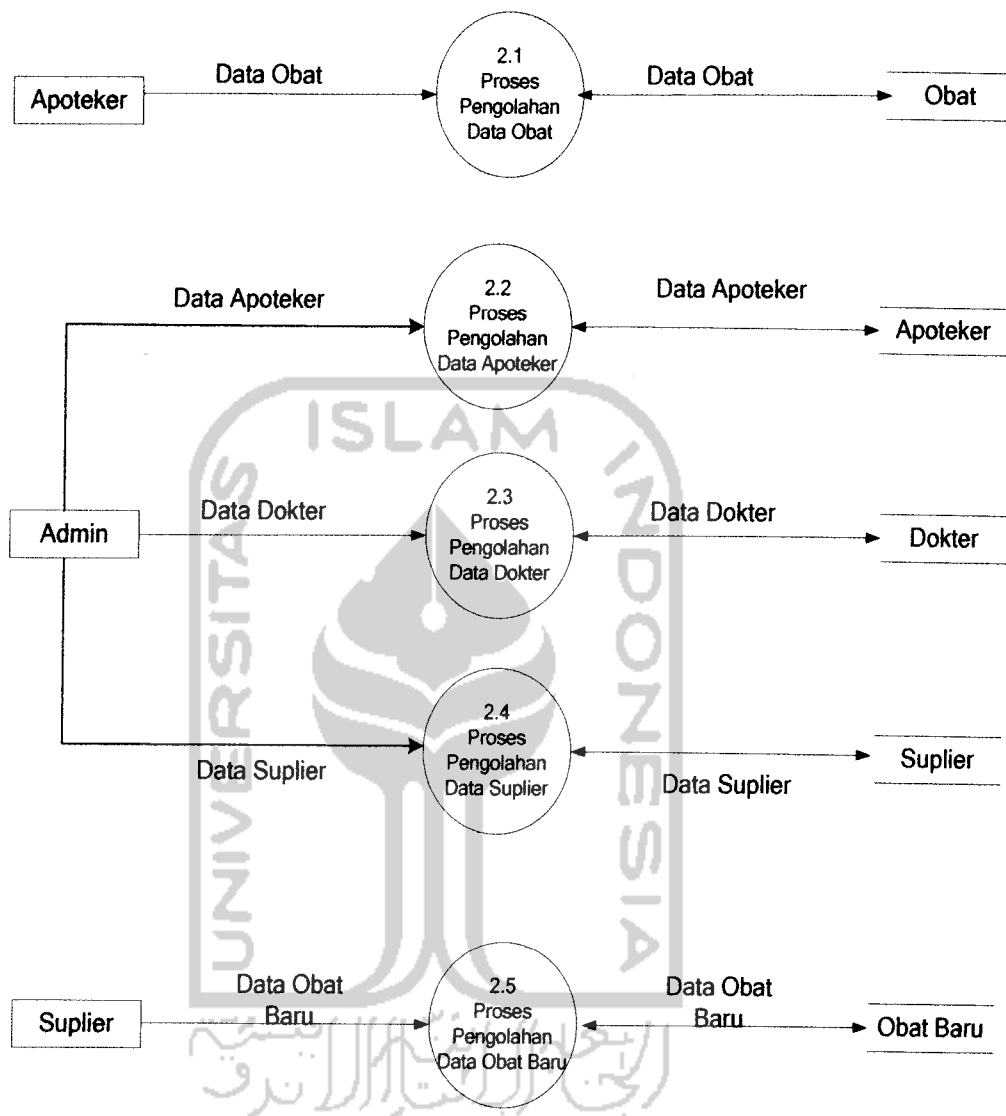 Apoteker
Data Obat
2.1
Proses
Pengolahan
Data Obat
Data Obat
Obat
Data Apoteker
2.2
Proses
Pengolahan
Data Apoteker
Data Apoteker
Apoteker
Admin
Data Dokter
2.3
Proses
Pengolahan
Data Dokter
Data Dokter
Dokter
Data Suplier
2.4
Proses
Pengolahan
Data Suplier
Data Suplier
Suplier
Suplier
Data Obat
Baru
2.5
Proses
Pengolahan
Data Obat Baru
Data Obat
Baru
Obat Baru
UNIVERSITAS
ISLAM
INDONESIA